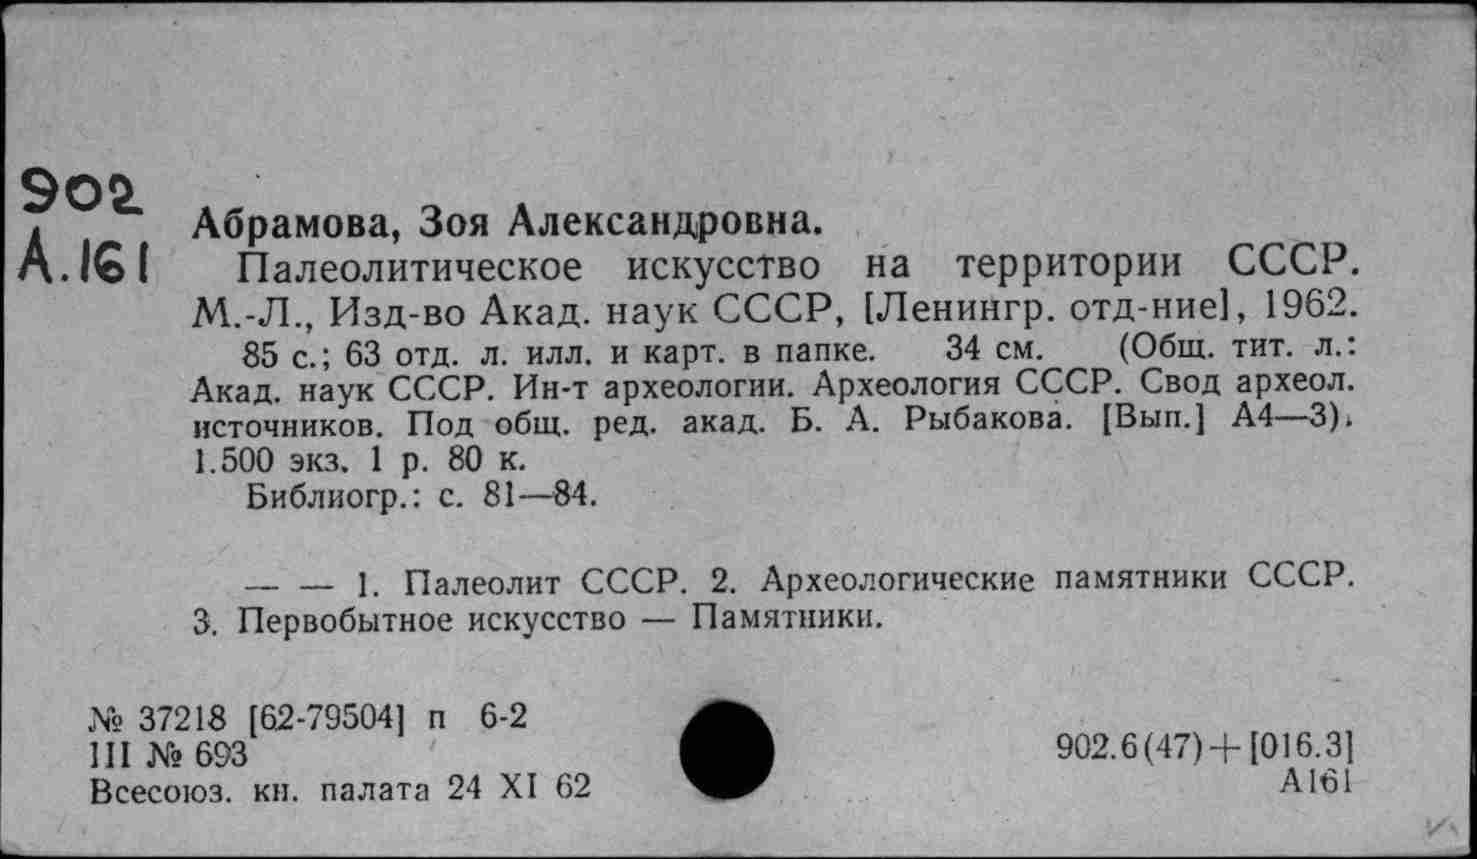 902
А.161
Абрамова, Зоя Александровна.
Палеолитическое искусство на территории СССР.
М.-Л., Изд-во Акад. наук СССР, [Ленингр. отд-ние], 1962.
85 с.; 63 отд. л. илл. и карт. в папке. 34 см. (Общ. тит. л.:
Акад. наук СССР. Ин-т археологии. Археология СССР. Свод археол.
источников. Под общ. ред. акад. Б. А. Рыбакова. [Вып.] А4—3).
1.500 экз. 1 р. 80 к.
Библиогр.: с. 81—84.
— — 1. Палеолит СССР. 2. Археологические памятники СССР.
3. Первобытное искусство — Памятники.
№ 37218 [62-79504] п 6-2
III № 693
Всесоюз. кн. палата 24 XI 62
902.6(47)+[016.3]
А161